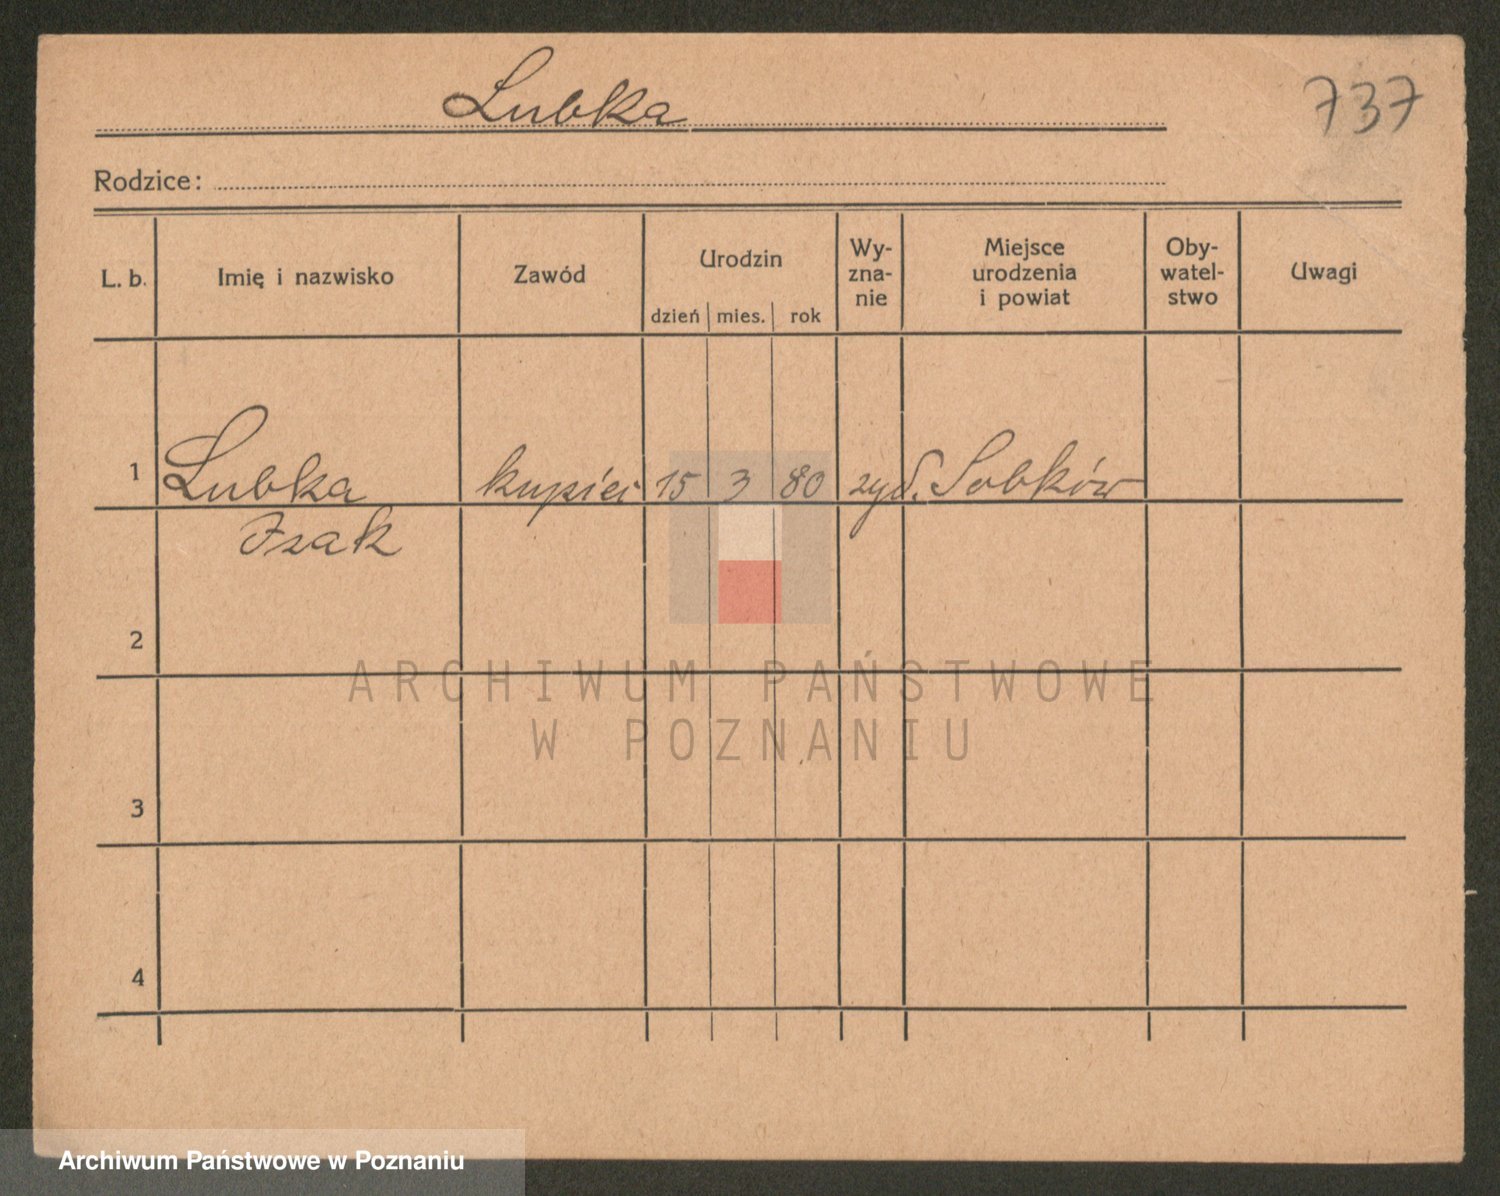 Lubka
737
Rodzice:
L. b. Imię i nazwisko Zawód Urodzin dzień mies. rok Wy-zna-nie Miejsce urodzenia i powiat Oby-watel-stwo Uwagi
1 Lubka kupiec 15 3 80 żyd. Sobków
Izak
2
ARCHIWUM PAŃSTWOWE
W POZNANIU
3
4
Archiwum Państwowe w Poznaniu